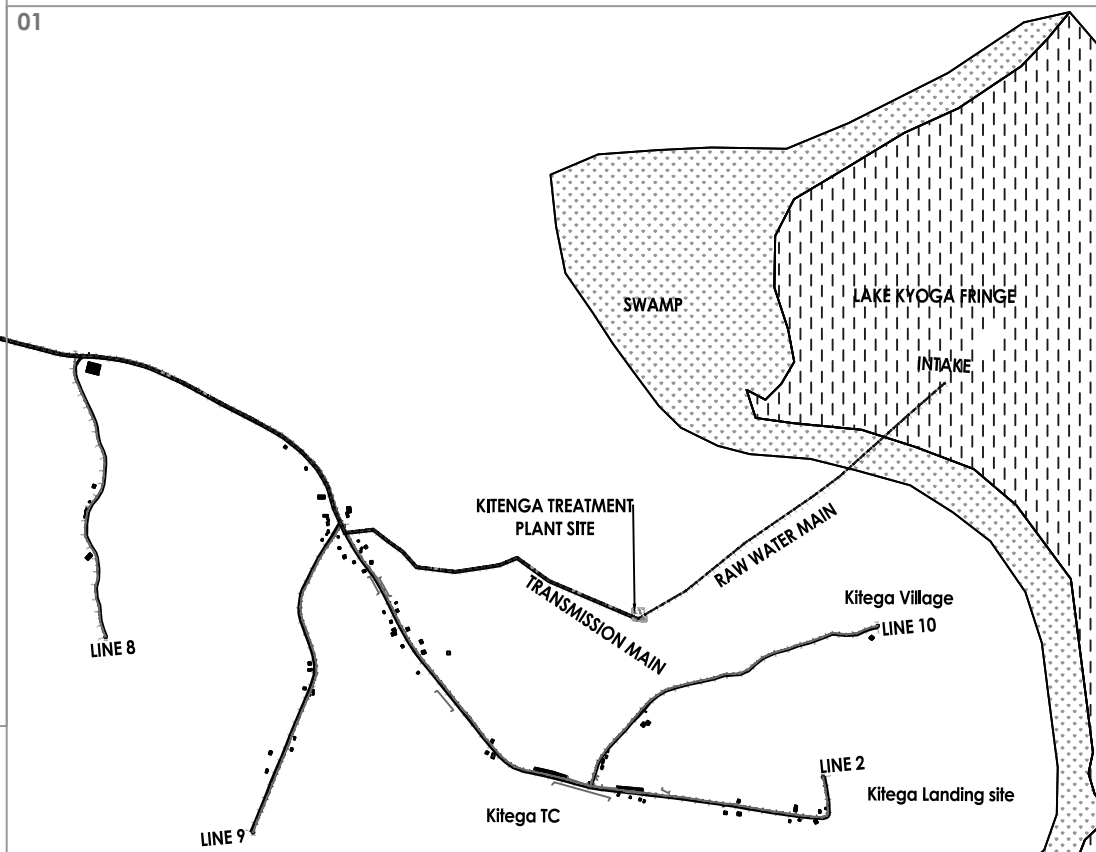 01
SWAMP
LAKE KYOGA FRINGE
INTAKE
KITENGA TREATMENT
PLANT SITE
RAW WATER MAIN
TRANSMISSION MAIN
Kitega Village
LINE 10
LINE 8
LINE 2
Kitega Landing site
Kitega TC
LINE 9